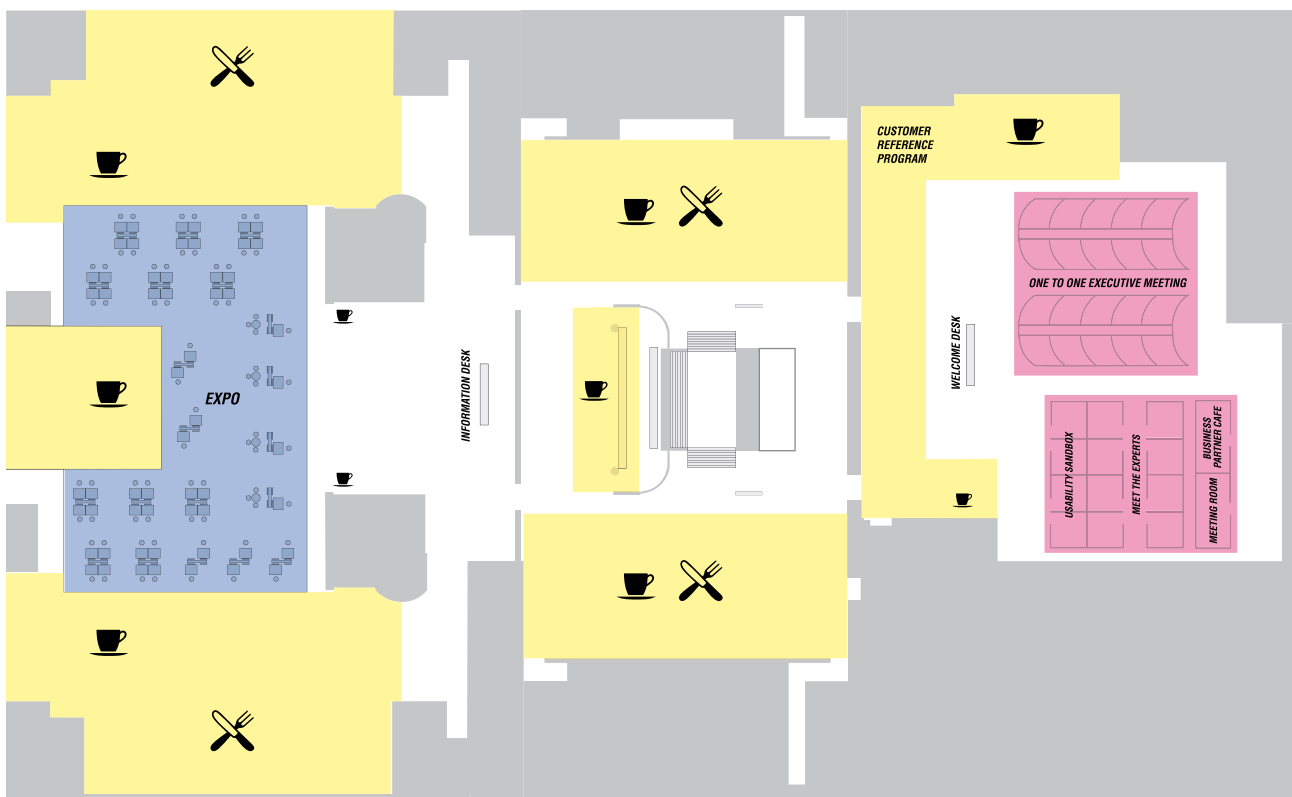 CUSTOMER
REFERENCE
PROGRAM
ONE TO ONE EXECUTIVE MEETING
EXPO
INFORMATION DESK
WELCOME DESK
USABILITY SANDBOX
MEET THE EXPERTS
BUSINESS
PARTNER CAFE
MEETING ROOM